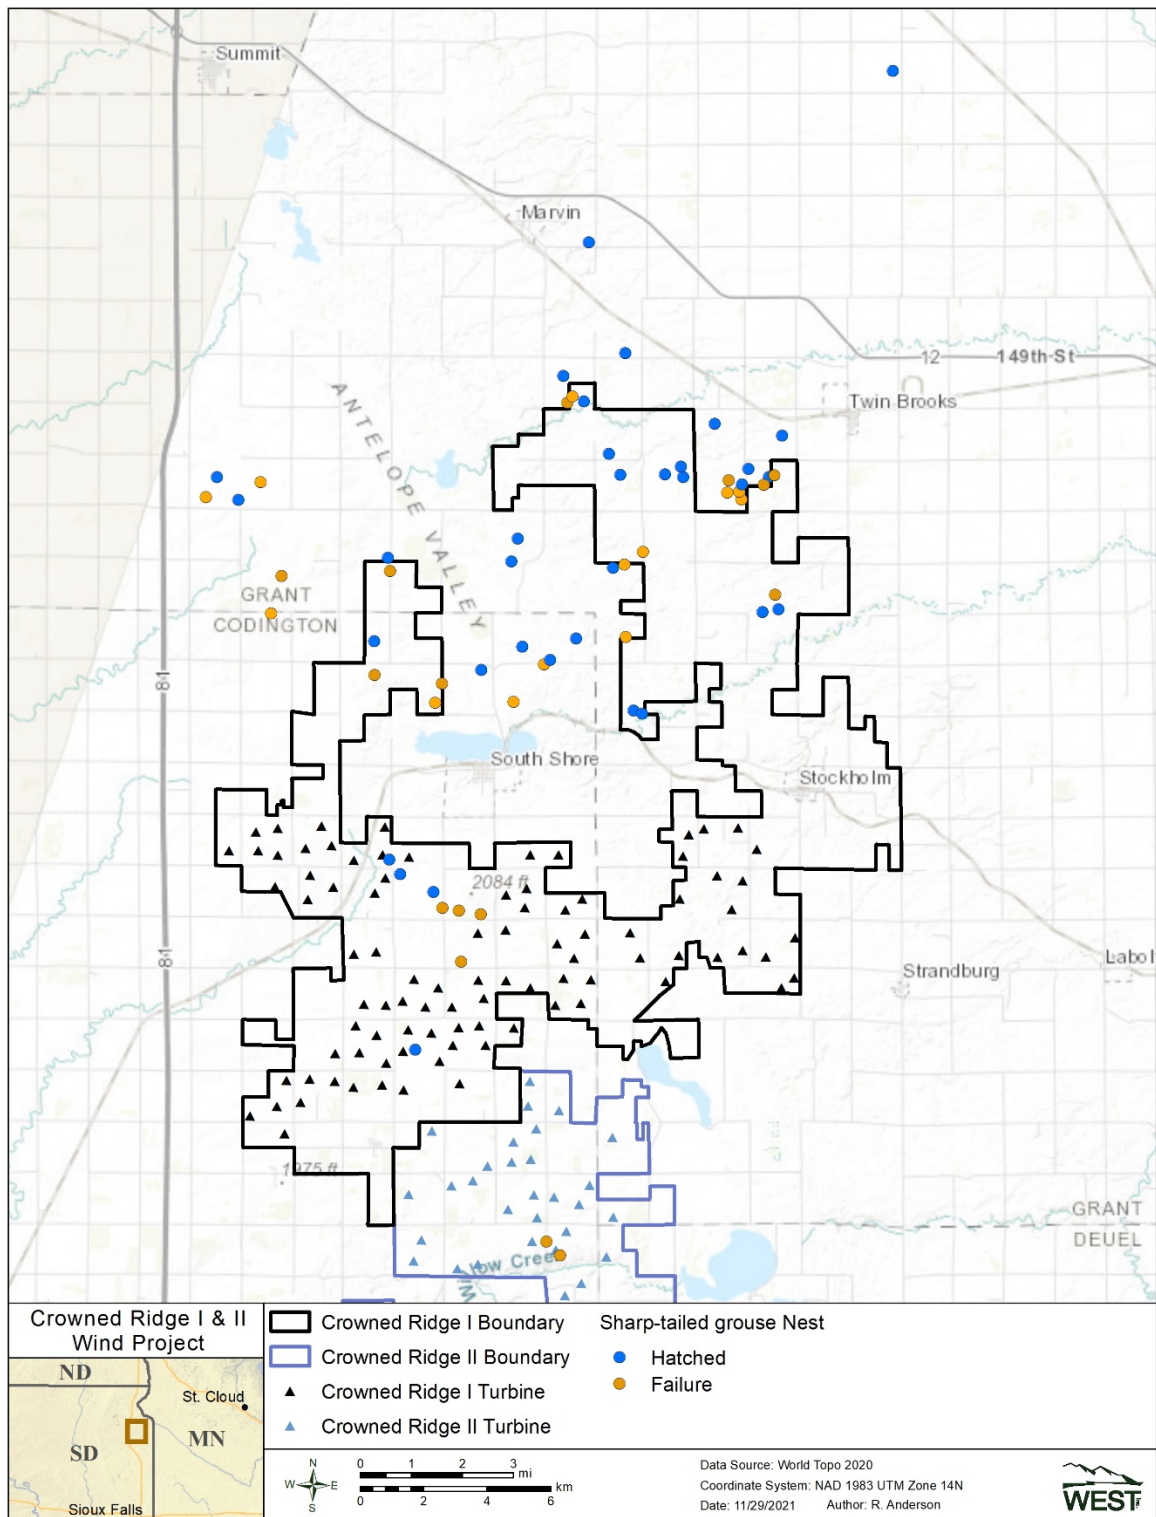 Summit
Marvin
12
149th St
Twin Brooks
ANTELOPE VALLEY
GRANT
CODINGTON
81
South Shore
Stockholm
2084 ft
81
Strandburg
Labol
1975 ft
GRANT
DEUEL
low Creek
Wi
Crowned Ridge I & II
Wind Project
ND
St. Cloud
SD
MN
Sioux Falls
Crowned Ridge I Boundary
Crowned Ridge II Boundary
Crowned Ridge I Turbine
Crowned Ridge II Turbine
Sharp-tailed grouse Nest
Hatched
Failure
N
W E
S
0 1 2 3
mi
km
0 2 4 6
Data Source: World Topo 2020
Coordinate System: NAD 1983 UTM Zone 14N
Date: 11/29/2021 Author: R. Anderson
WEST